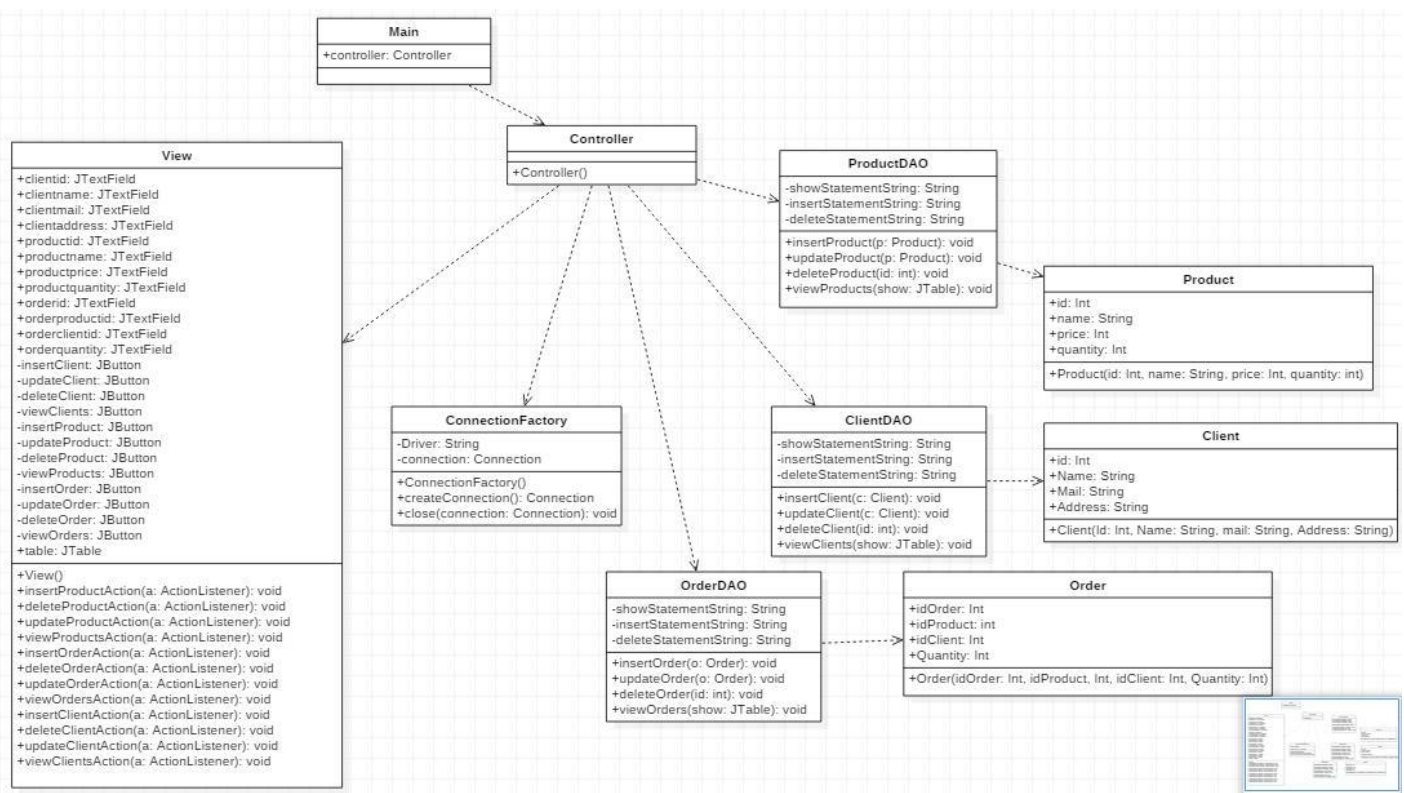 Main
+controller: Controller
Controller
+Controller()
View
+clientid: JTextField
+clientname: JTextField
+clientmail: JTextField
+clientaddress: JTextField
+productid: JTextField
+productname: JTextField
+productprice: JTextField
+productquantity: JTextField
+orderid: JTextField
+orderproductid: JTextField
+orderclientid: JTextField
+orderquantity: JTextField
-insertClient: JButton
-updateClient: JButton
-deleteClient: JButton
-viewClients: JButton
-insertProduct: JButton
-updateProduct: JButton
-deleteProduct: JButton
-viewProducts: JButton
-insertOrder: JButton
-updateOrder: JButton
-deleteOrder: JButton
-viewOrders: JButton
+table: JTable
+View()
+insertProductAction(a: ActionListener): void
+deleteProductAction(a: ActionListener): void
+updateProductAction(a: ActionListener): void
+viewProductsAction(a: ActionListener): void
+insertOrderAction(a: ActionListener): void
+deleteOrderAction(a: ActionListener): void
+updateOrderAction(a: ActionListener): void
+viewOrdersAction(a: ActionListener): void
+insertClientAction(a: ActionListener): void
+deleteClientAction(a: ActionListener): void
+updateClientAction(a: ActionListener): void
+viewClientsAction(a: ActionListener): void
ProductDAO
-showStatementString: String
-insertStatementString: String
-deleteStatementString: String
+insertProduct(p: Product): void
+updateProduct(p: Product): void
+deleteProduct(id: int): void
+viewProducts(show: JTable): void
Product
+id: Int
+name: String
+price: Int
+quantity: Int
+Product(id: Int, name: String, price: Int, quantity: int)
ConnectionFactory
-Driver: String
-connection: Connection
+ConnectionFactory()
+createConnection(): Connection
+close(connection: Connection): void
ClientDAO
-showStatementString: String
-insertStatementString: String
-deleteStatementString: String
+insertClient(c: Client): void
+updateClient(c: Client): void
+deleteClient(id: int): void
+viewClients(show: JTable): void
Client
+id: Int
+Name: String
+Mail: String
+Address: String
+Client(Id: Int, Name: String, mail: String, Address: String)
OrderDAO
-showStatementString: String
-insertStatementString: String
-deleteStatementString: String
+insertOrder(o: Order): void
+updateOrder(o: Order): void
+deleteOrder(id: int): void
+viewOrders(show: JTable): void
Order
+idOrder: Int
+idProduct: int
+idClient: Int
+Quantity: Int
+Order(idOrder: Int, idProduct, Int, idClient: Int, Quantity: Int)